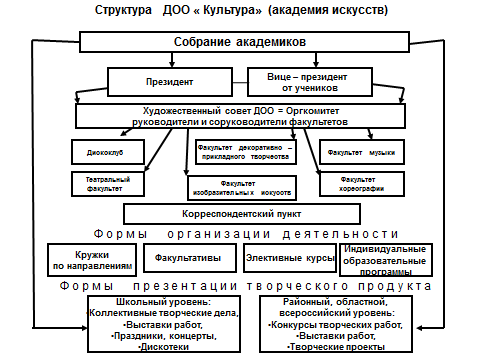 Структура ДОО « Культура» (академия искусств)
Собрание академиков
Президент
Вице – президент
от учеников
Художественный совет ДОО = Оргкомитет
руководители и соруководители факультетов
Дискоклуб
Факультет декоративно –
прикладного творчества
Факультет музыки
Театральный
факультет
Факультет
изобразительных искусств
Факультет
хореографии
Корреспондентский пункт
Формы организации деятельности
Кружки
по направлениям
Факультативы
Элективные курсы
Индивидуальные
образовательные
программы
Формы презентации творческого продукта
Школьный уровень:
•Коллективные творческие дела,
•Выставки работ,
•Праздники, концерты,
•Дискотеки
Районный, областной,
всероссийский уровень:
•Конкурсы творческих работ,
•Выставки работ,
•Творческие проекты